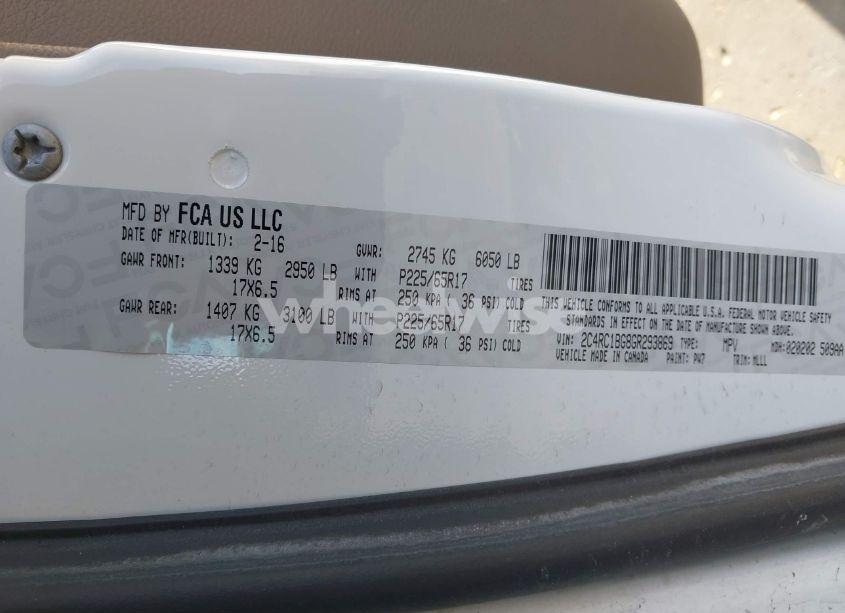 MFD BY FCA US LLC
DATE OF MFR(BUILT): 2-16 GVWR: 2745 KG 6050 LB
GAWR FRONT: 1339 KG 2950 LB WITH P225/65R17 TIRES
17X6.5 RIMS AT 250 KPA ( 36 PSI) COLD
GAWR REAR: 1407 KG 3100 LB WITH P225/65R17 TIRES
17X6.5 RIMS AT 250 KPA ( 36 PSI) COLD
THIS VEHICLE CONFORMS TO ALL APPLICABLE U.S.A. FEDERAL MOTOR VEHICLE SAFETY
STANDARDS IN EFFECT ON THE DATE OF MANUFACTURE SHOWN ABOVE.
VIN: 2C4RC1BG8GR293869 TYPE: MPV MDH:020202 509AA
VEHICLE MADE IN CANADA PAINT: PW7 TRIM: MLLL